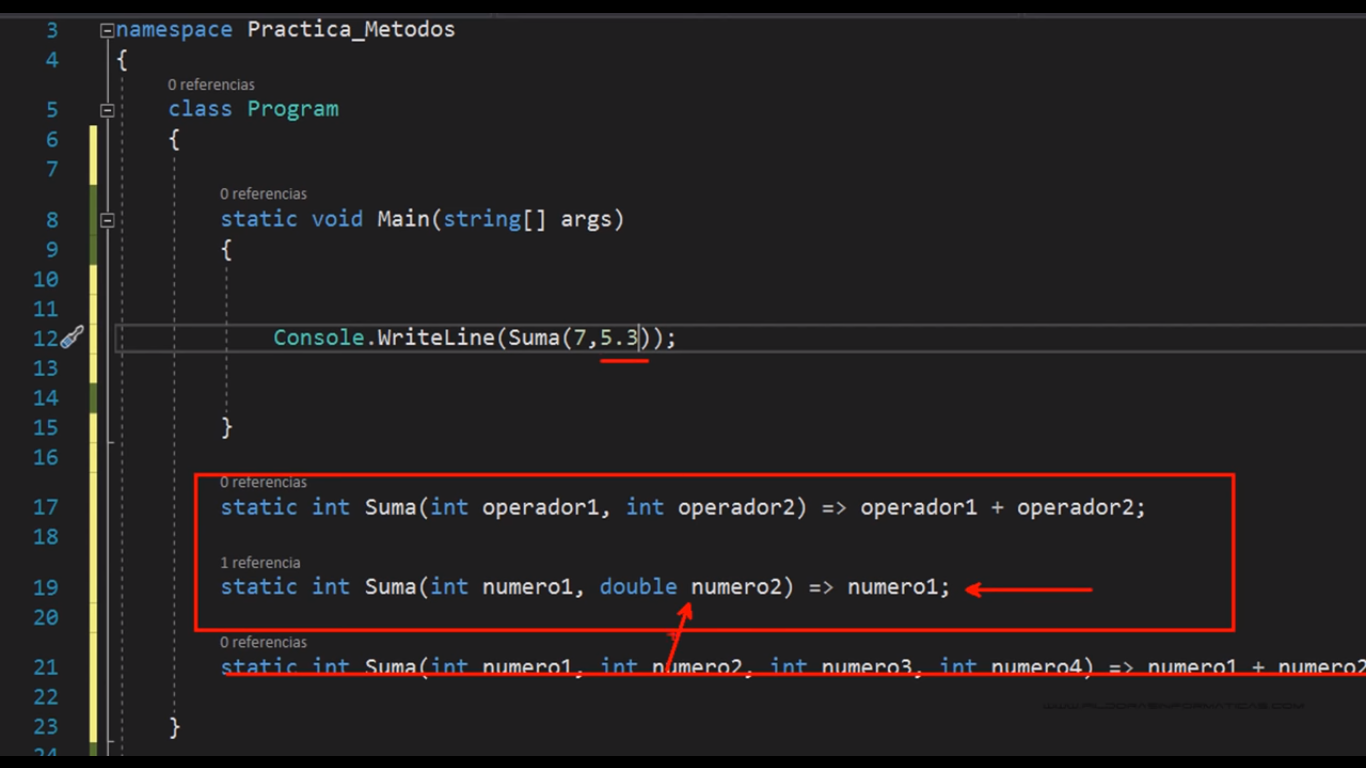 3 namespace Practica_Metodos
4 {
0 referencias
5 class Program
6 {
7
0 referencias
8 static void Main(string[] args)
9 {
10
11
12 Console.WriteLine(Suma(7,5.3));
13
14
15 }
16
0 referencias
17 static int Suma(int operador1, int operador2) => operador1 + operador2;
18
1 referencia
19 static int Suma(int numero1, double numero2) => numero1;
20
0 referencias
21 static int Suma(int numero1, int numero2, int numero3, int numero4) => numero1 + numero2
22
WWW.PILDORASINFORMATICAS.COM
23 }
24